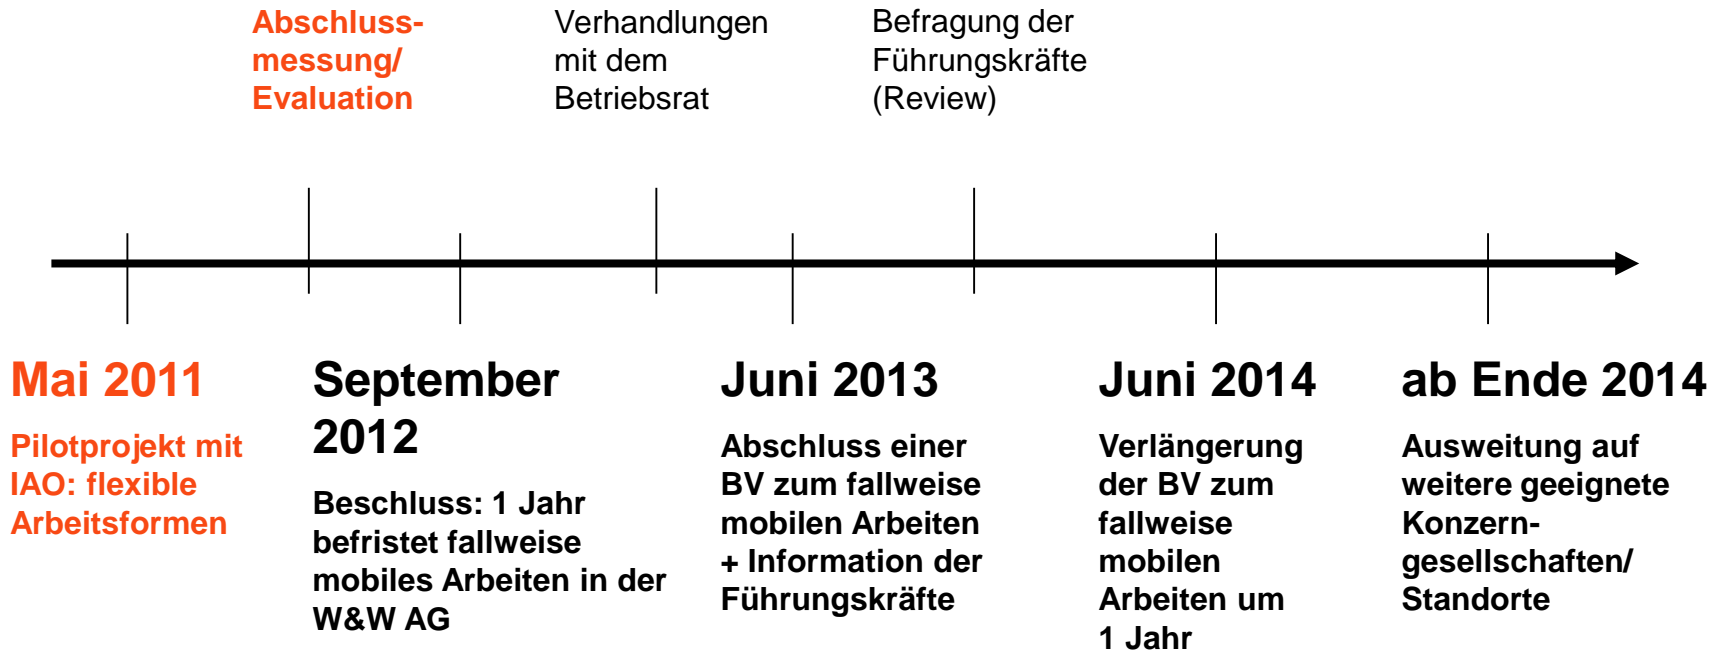 Abschluss-
messung/
Evaluation
Verhandlungen
mit dem
Betriebsrat
Befragung der
Führungskräfte
(Review)
Mai 2011
Pilotprojekt mit
IAO: flexible
Arbeitsformen
September
2012
Beschluss: 1 Jahr
befristet fallweise
mobiles Arbeiten in der
W&W AG
Juni 2013
Abschluss einer
BV zum fallweise
mobilen Arbeiten
+ Information der
Führungskräfte
Juni 2014
Verlängerung
der BV zum
fallweise
mobilen
Arbeiten um
1 Jahr
ab Ende 2014
Ausweitung auf
weitere geeignete
Konzern-
gesellschaften/
Standorte